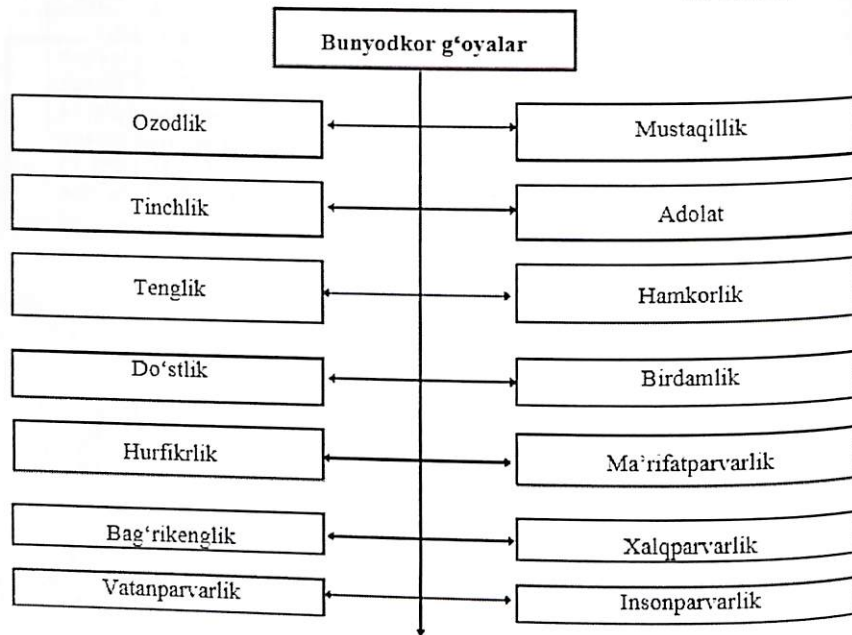 Bunyodkor g‘oyalar
Ozodlik
Mustaqillik
Tinchlik
Adolat
Tenglik
Hamkorlik
Do‘stlik
Birdamlik
Hurfikrlik
Ma’rifatparvarlik
Bag‘rikenglik
Xalqparvarlik
Vatanparvarlik
Insonparvarlik